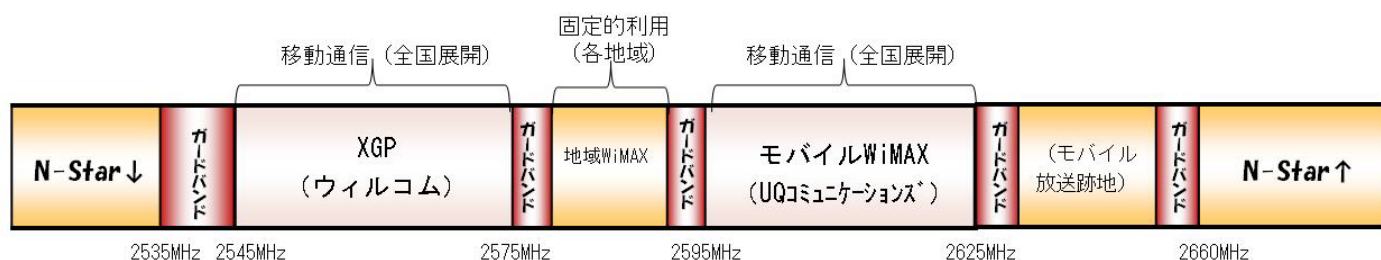 固定的利用
移動通信（全国展開）
（各地域）
移動通信（全国展開）
N-Star↓
ガードバンド
XGP
（ウィルコム）
ガードバンド
地域WiMAX
ガードバンド
モバイルWiMAX
（UQコミュニケーションズ）
ガードバンド
（モバイル
放送跡地）
ガードバンド
N-Star↑
2535MHz
2545MHz
2575MHz
2595MHz
2625MHz
2660MHz